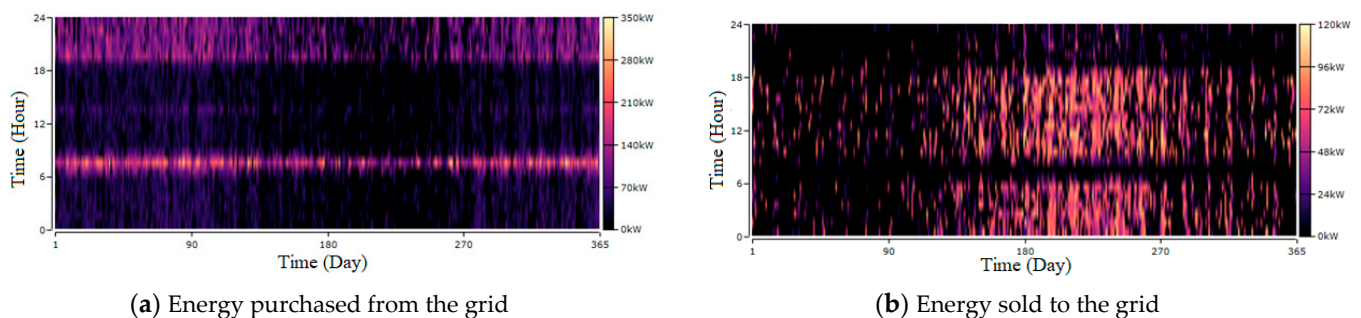 24
18
12
6
0
Time (Hour)
1
90
180
270
365
Time (Day)
350kW
280kW
210kW
140kW
70kW
0kW
(a) Energy purchased from the grid
24
18
12
6
0
Time (Hour)
1
90
180
270
365
Time (Day)
120kW
96kW
72kW
48kW
24kW
0kW
(b) Energy sold to the grid